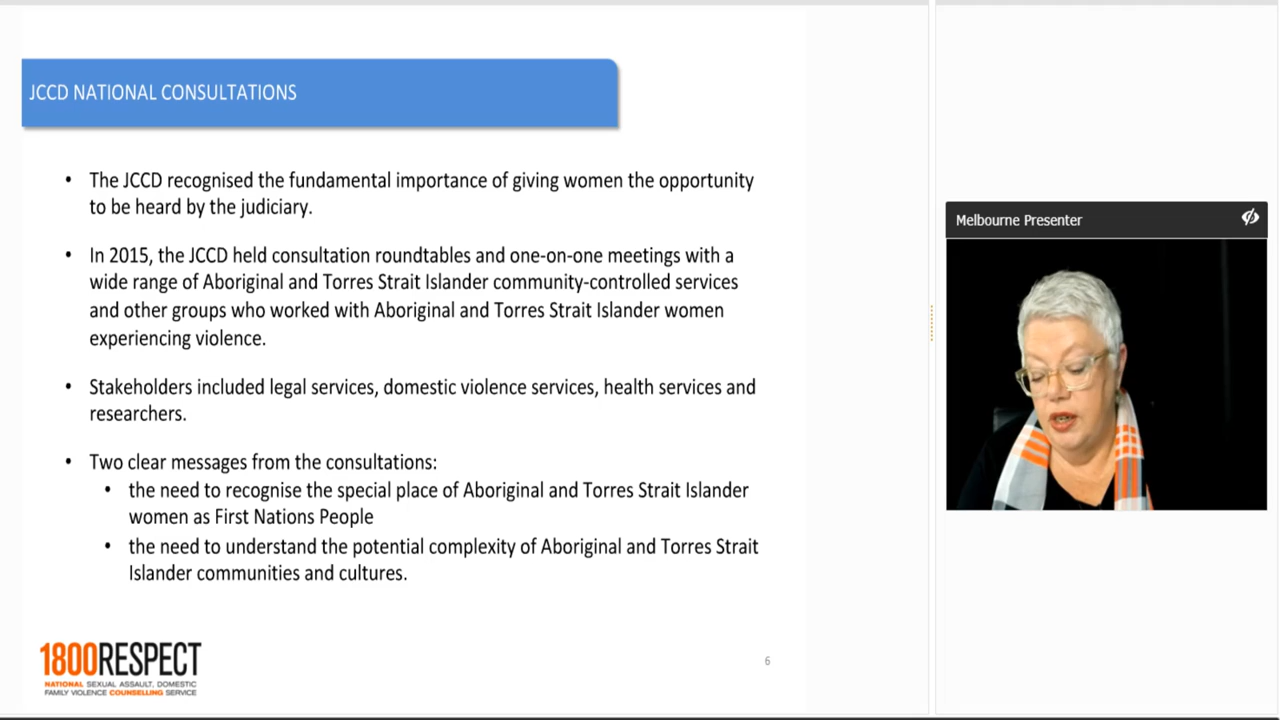 JCCD NATIONAL CONSULTATIONS
• The JCCD recognised the fundamental importance of giving women the opportunity
to be heard by the judiciary.
• In 2015, the JCCD held consultation roundtables and one-on-one meetings with a
wide range of Aboriginal and Torres Strait Islander community-controlled services
and other groups who worked with Aboriginal and Torres Strait Islander women
experiencing violence.
• Stakeholders included legal services, domestic violence services, health services and
researchers.
• Two clear messages from the consultations:
• the need to recognise the special place of Aboriginal and Torres Strait Islander
women as First Nations People
• the need to understand the potential complexity of Aboriginal and Torres Strait
Islander communities and cultures.
1800RESPECT
NATIONAL SEXUAL ASSAULT, DOMESTIC
FAMILY VIOLENCE COUNSELLING SERVICE
6
Melbourne Presenter